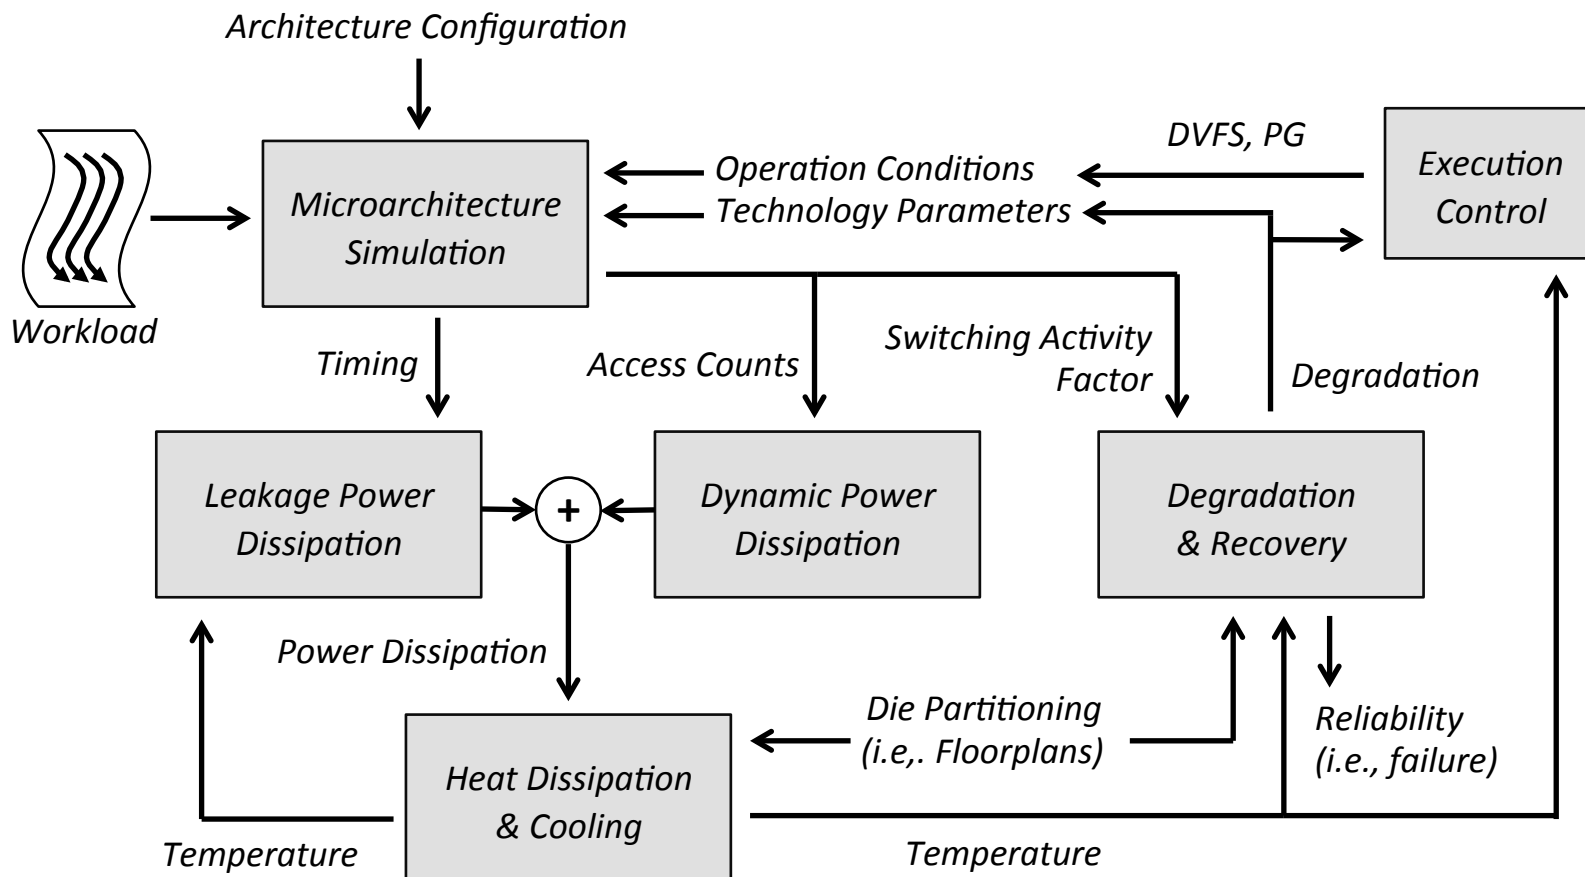 Architecture Configuration
DVFS, PG
Execution
Control
Operation Conditions
Technology Parameters
Microarchitecture
Simulation
Workload
Timing
Access Counts
Switching Activity
Factor
Degradation
Leakage Power
Dissipation
+
Dynamic Power
Dissipation
Degradation
& Recovery
Power Dissipation
Die Partitioning
(i.e,. Floorplans)
Reliability
(i.e., failure)
Heat Dissipation
& Cooling
Temperature
Temperature